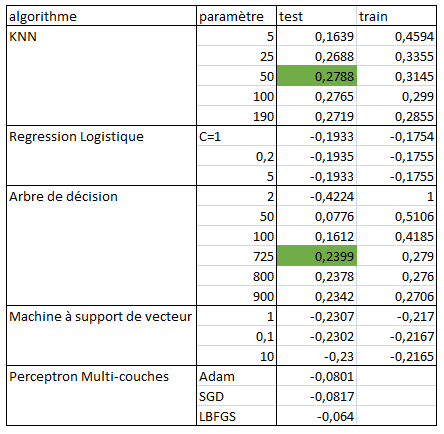 algorithme paramètre test train
KNN 5 0,1639 0,4594
25 0,2688 0,3355
50 0,2788 0,3145
100 0,2765 0,299
190 0,2719 0,2855
Regression Logistique C=1 -0,1933 -0,1754
0,2 -0,1935 -0,1755
5 -0,1933 -0,1755
Arbre de décision 2 -0,4224 1
50 0,0776 0,5106
100 0,1612 0,4185
725 0,2399 0,279
800 0,2378 0,276
900 0,2342 0,2706
Machine à support de vecteur 1 -0,2307 -0,217
0,1 -0,2302 -0,2167
10 -0,23 -0,2165
Perceptron Multi-couches Adam -0,0801
SGD -0,0817
LBFGS -0,064